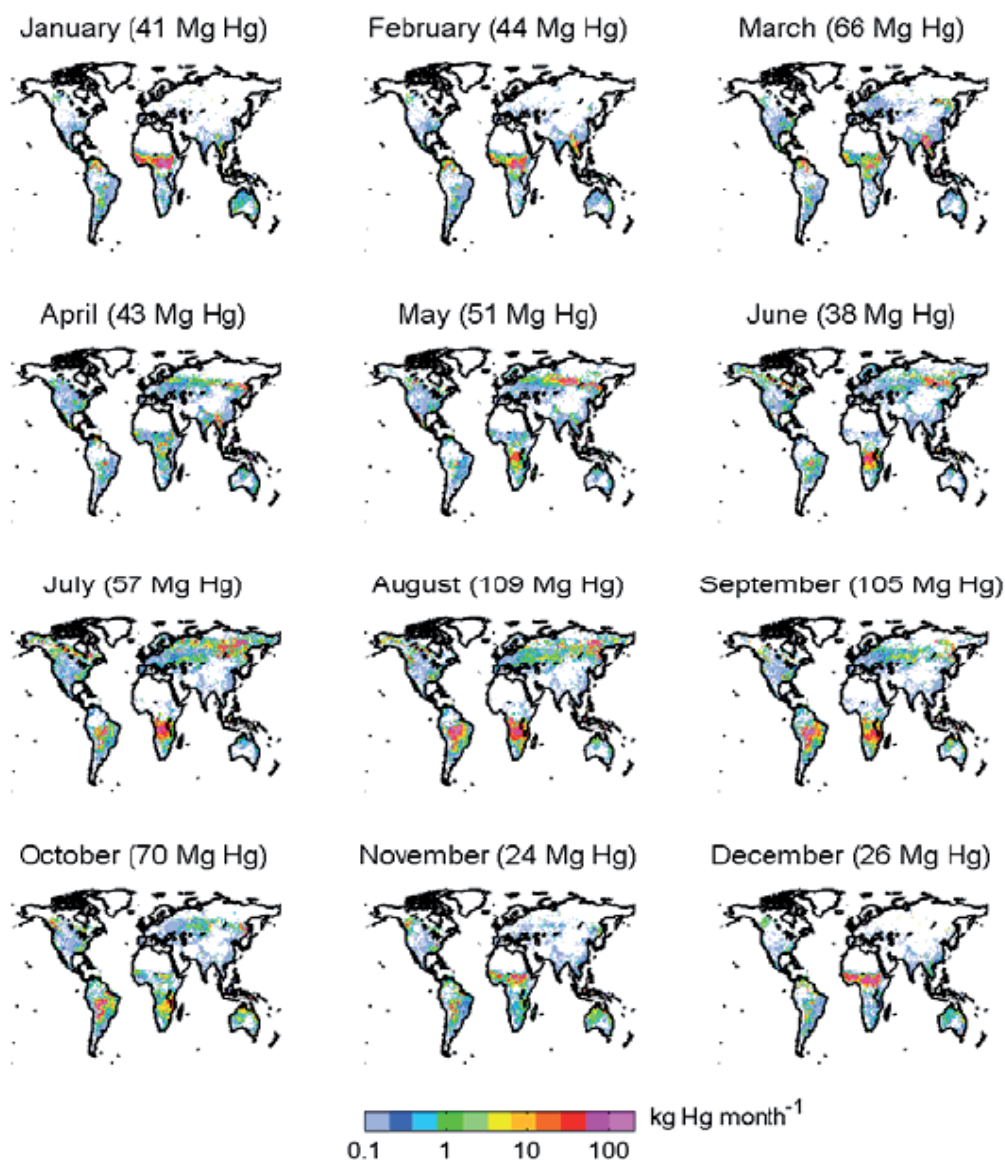 January (41 Mg Hg) February (44 Mg Hg) March (66 Mg Hg)
April (43 Mg Hg) May (51 Mg Hg) June (38 Mg Hg)
July (57 Mg Hg) August (109 Mg Hg) September (105 Mg Hg)
October (70 Mg Hg) November (24 Mg Hg) December (26 Mg Hg)
kg Hg month⁻¹
0.1 1 10 100